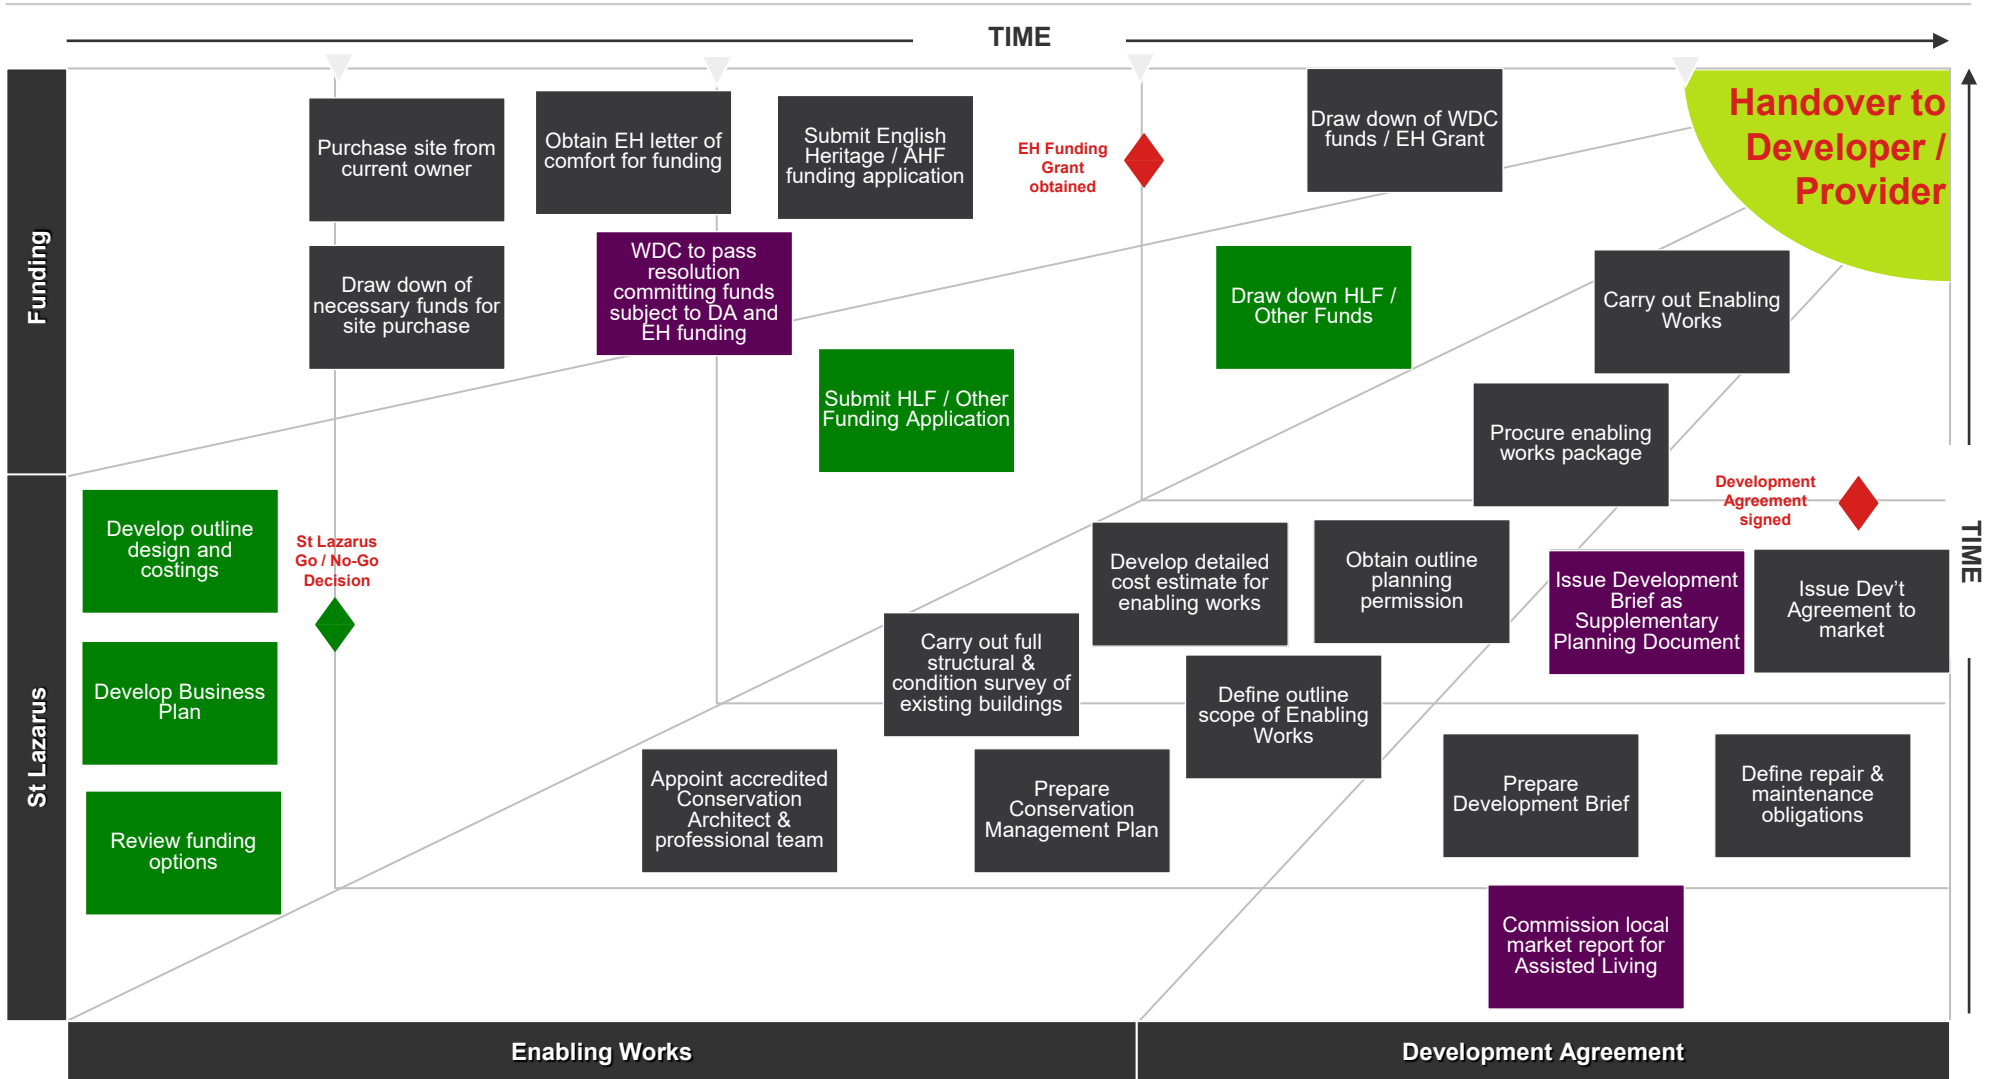 TIME
Handover to
Developer /
Provider
Funding
Purchase site from
current owner
Obtain EH letter of
comfort for funding
Submit English
Heritage / AHF
funding application
EH Funding
Grant
obtained
Draw down of WDC
funds / EH Grant
Draw down of
necessary funds for
site purchase
WDC to pass
resolution
committing funds
subject to DA and
EH funding
Draw down HLF /
Other Funds
Carry out Enabling
Works
Submit HLF / Other
Funding Application
Procure enabling
works package
Development
Agreement
signed
TIME
St Lazarus
Develop outline
design and
costings
St Lazarus
Go / No-Go
Decision
Develop detailed
cost estimate for
enabling works
Obtain outline
planning
permission
Issue Development
Brief as
Supplementary
Planning Document
Issue Dev't
Agreement to
market
Develop Business
Plan
Carry out full
structural &
condition survey of
existing buildings
Define outline
scope of Enabling
Works
Appoint accredited
Conservation
Architect &
professional team
Prepare
Conservation
Management Plan
Prepare
Development Brief
Define repair &
maintenance
obligations
Review funding
options
Commission local
market report for
Assisted Living
Enabling Works
Development Agreement